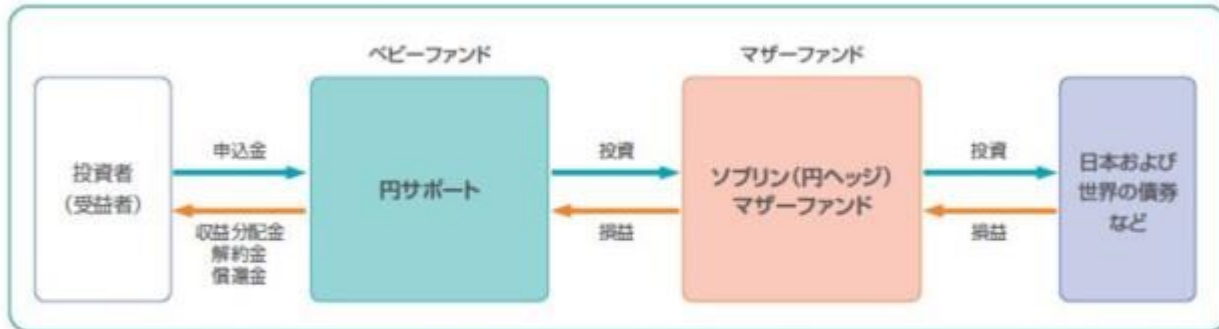 ベビーファンド
マザーファンド
投資者
（受益者）
申込金
収益分配金
解約金
償還金
円サポート
投資
損益
ソブリン（円ヘッジ）
マザーファンド
投資
損益
日本および
世界の債券
など